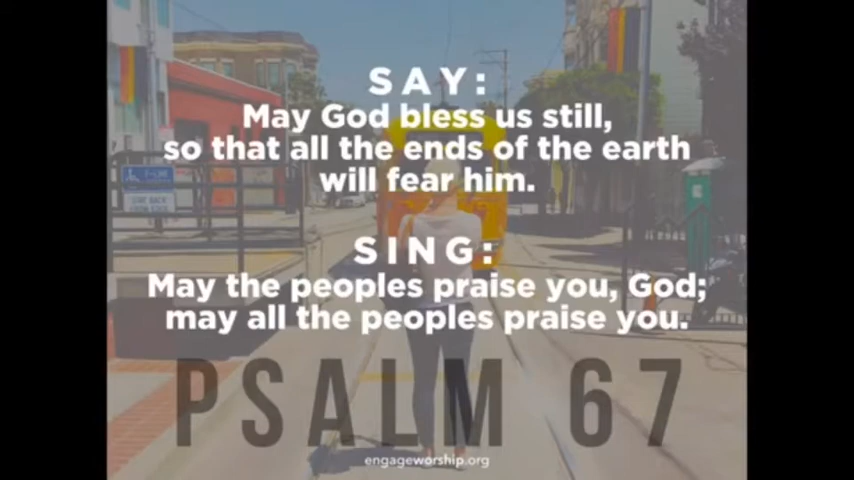 SAY:
May God bless us still,
so that all the ends of the earth
will fear him.
SING:
May the peoples praise you, God;
may all the peoples praise you.
PSALM 67
engageworship.org